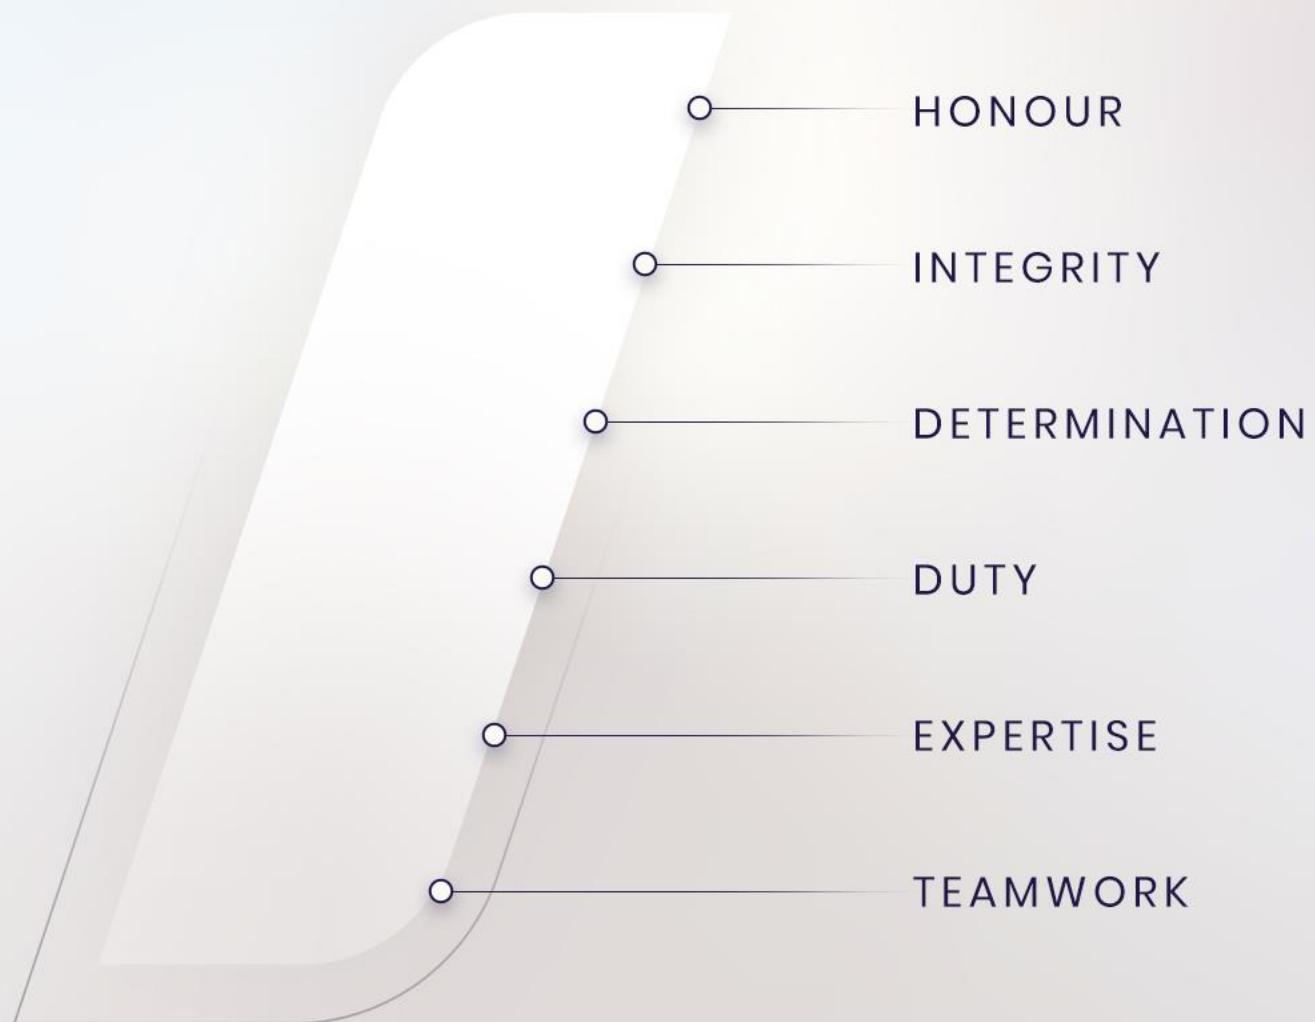 HONOUR
INTEGRITY
DETERMINATION
DUTY
EXPERTISE
TEAMWORK